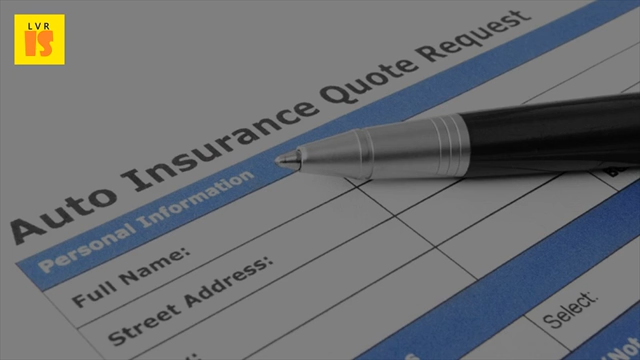 LVR
IS
Auto Insurance Quote Request
Personal Information
Full Name:
Street Address:
Select: